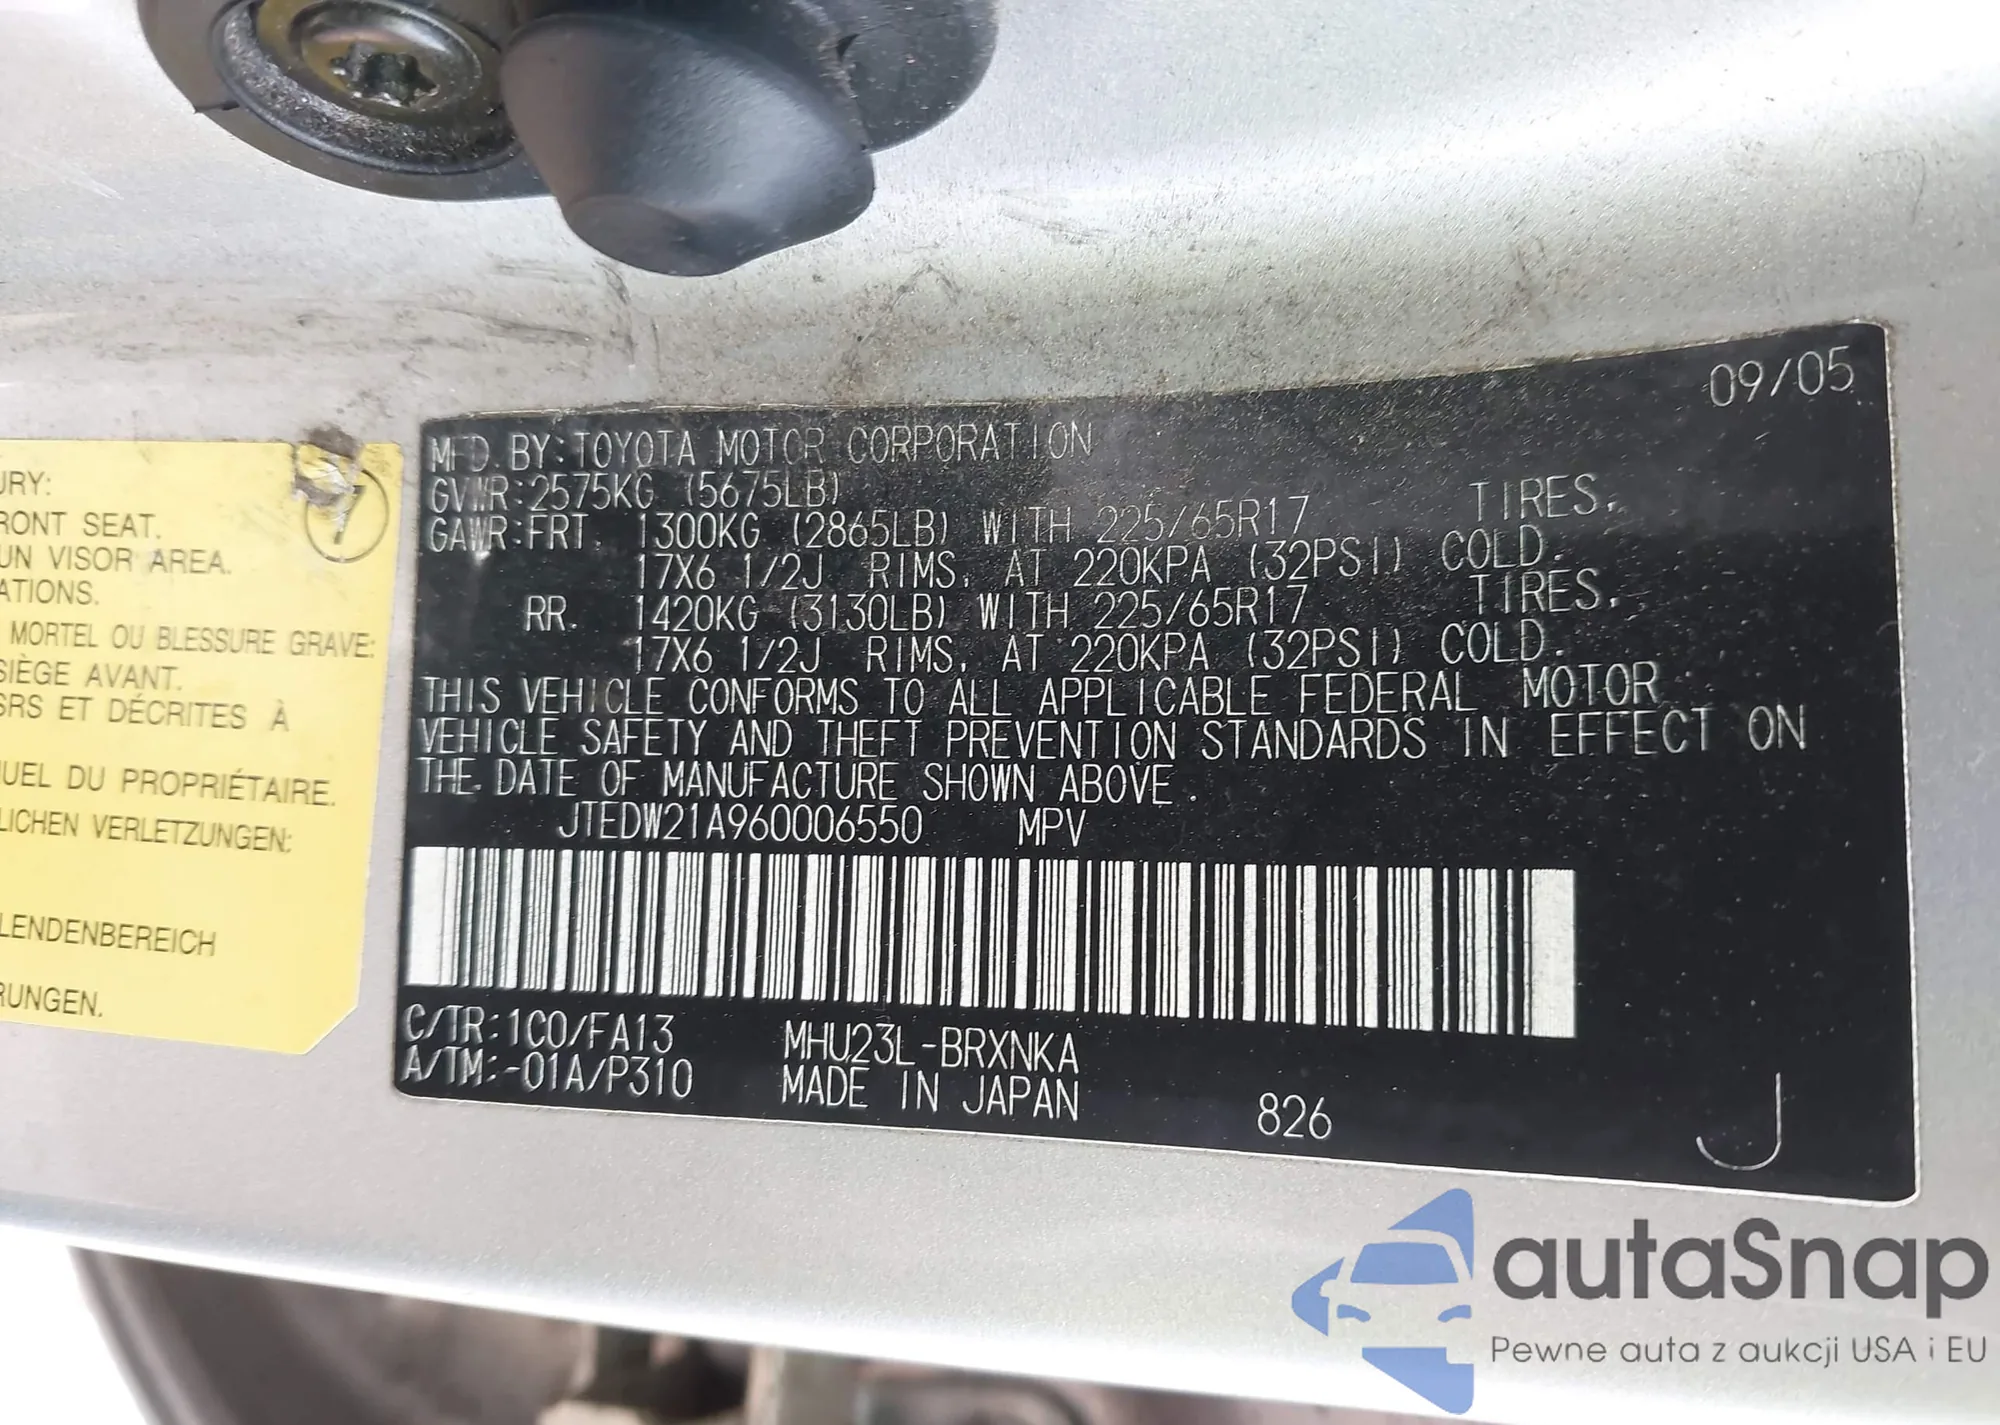 09/05
MFD. BY: TOYOTA MOTOR CORPORATION
GVWR: 2575KG (5675LB)
GAWR: FRT. 1300KG (2865LB) WITH 225/65R17 TIRES,
17X6 1/2J RIMS, AT 220KPA (32PSI) COLD.
RR. 1420KG (3130LB) WITH 225/65R17 TIRES,
17X6 1/2J RIMS, AT 220KPA (32PSI) COLD.
THIS VEHICLE CONFORMS TO ALL APPLICABLE FEDERAL MOTOR
VEHICLE SAFETY AND THEFT PREVENTION STANDARDS IN EFFECT ON
THE DATE OF MANUFACTURE SHOWN ABOVE.
JTEDW21A960006550 MPV
C/TR: 1C0/FA13 MHU23L-BRXNKA
A/TM: -01A/P310 MADE IN JAPAN
826 J
URY:
RONT SEAT.
UN VISOR AREA.
ATIONS.
MORTEL OU BLESSURE GRAVE:
SIÈGE AVANT.
SRS ET DÉCRITES À
UEL DU PROPRIÉTAIRE.
LICHEN VERLETZUNGEN:
LENDENBEREICH
RUNGEN.
autaSnap
Pewne auta z aukcji USA i EU